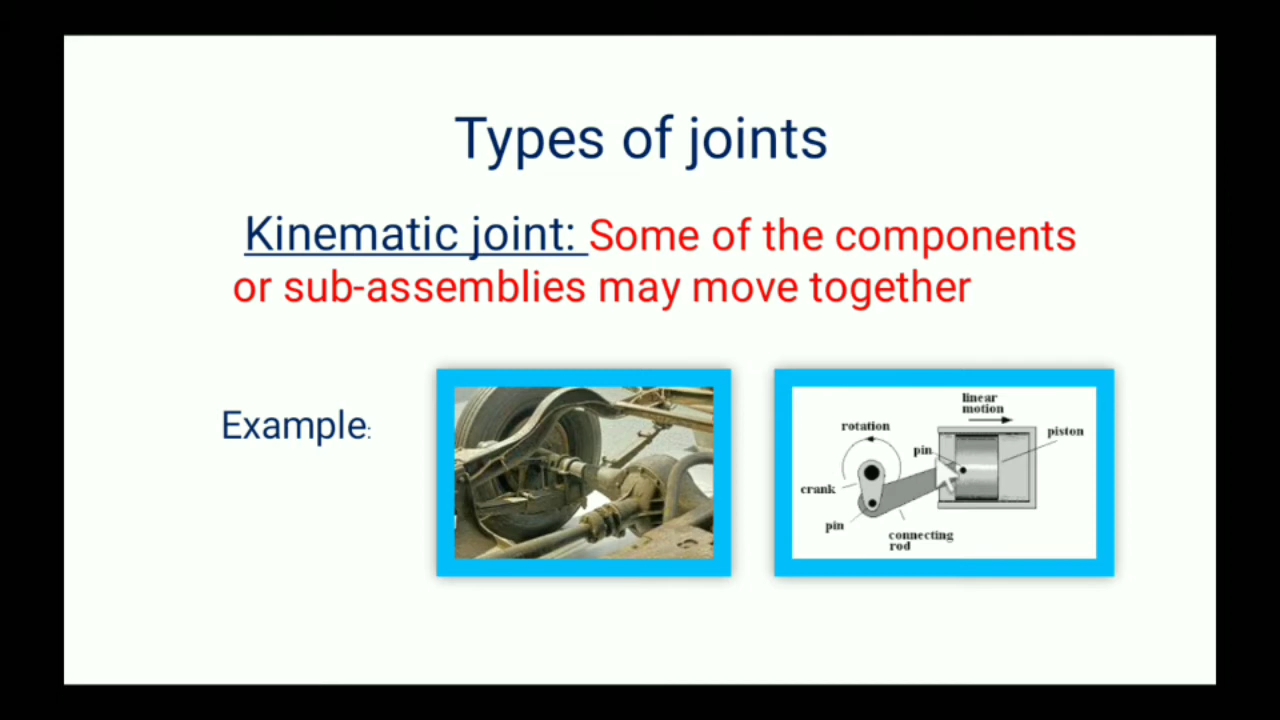 Types of joints
Kinematic joint: Some of the components
or sub-assemblies may move together
Example:
linear
motion
rotation
piston
pin
crank
pin
connecting
rod